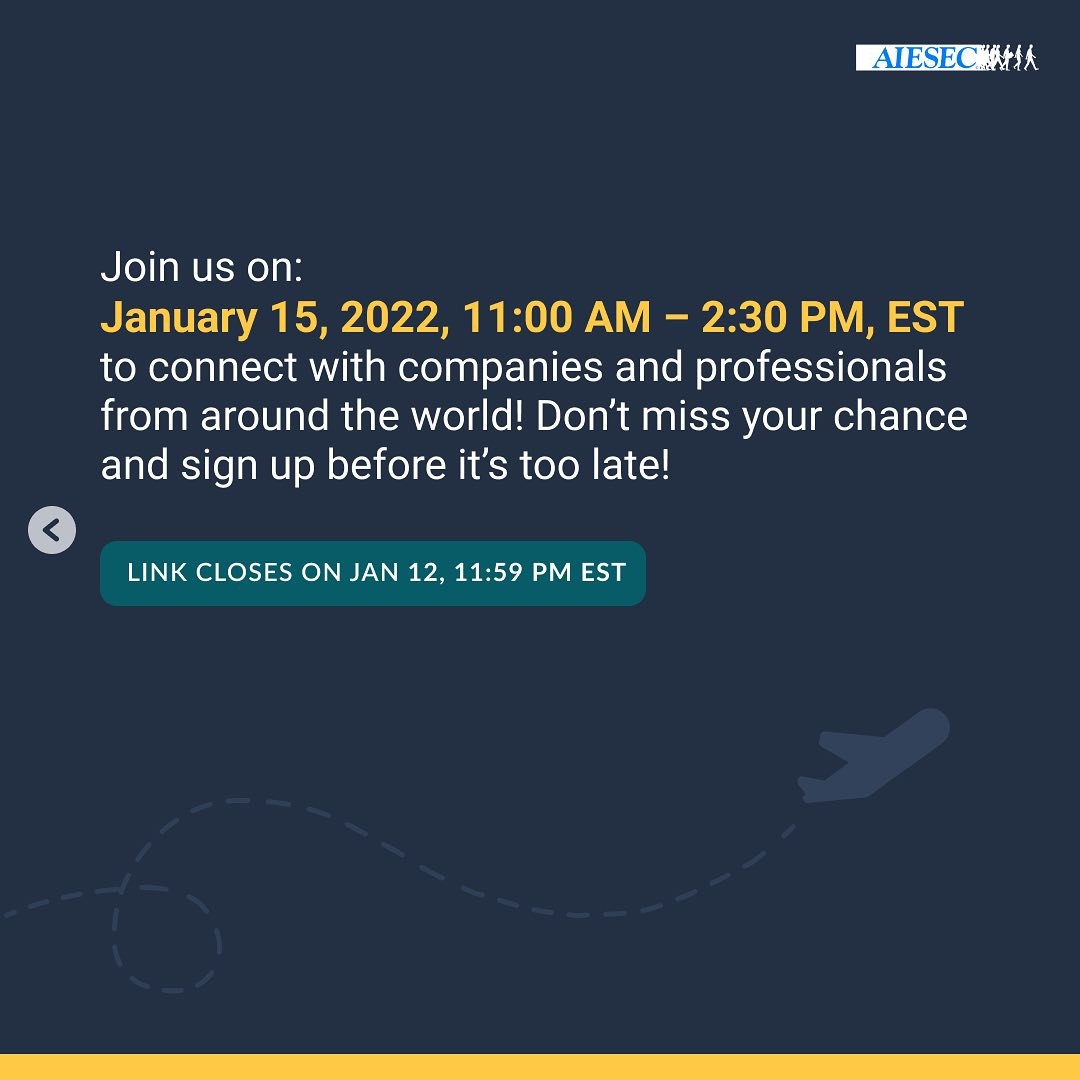 AIESEC
Join us on:
January 15, 2022, 11:00 AM – 2:30 PM, EST
to connect with companies and professionals
from around the world! Don’t miss your chance
and sign up before it’s too late!
LINK CLOSES ON JAN 12, 11:59 PM EST